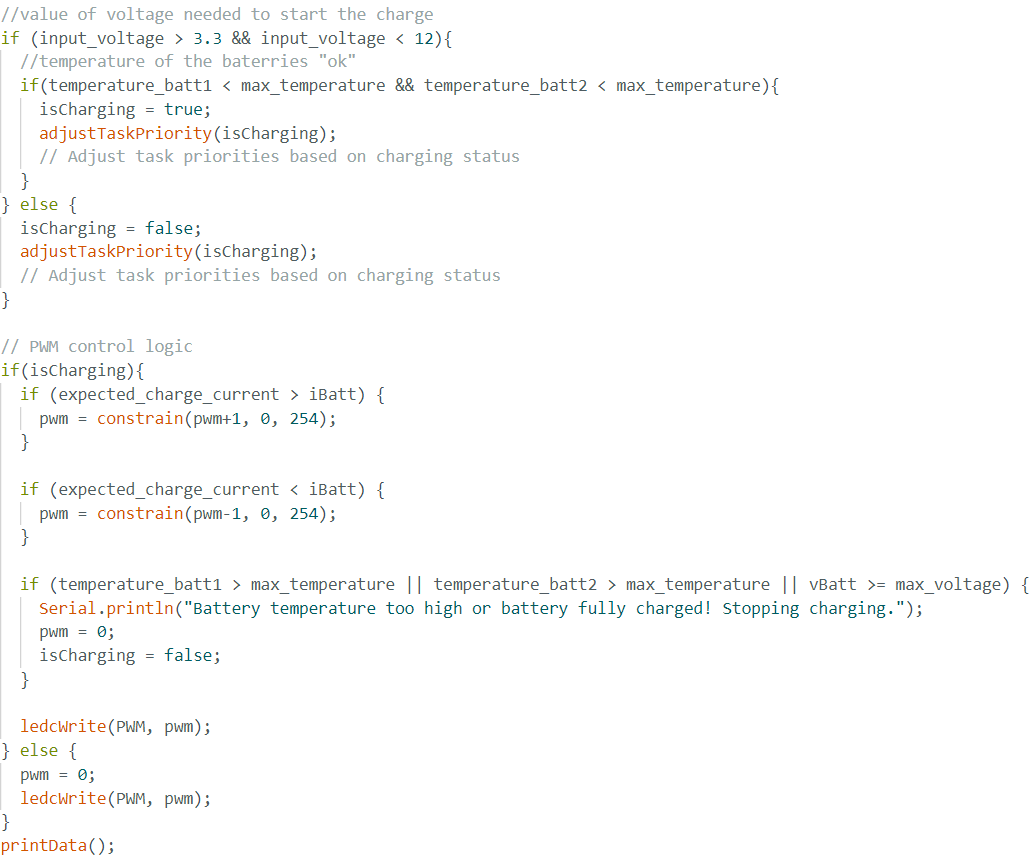 //value of voltage needed to start the charge
if (input_voltage > 3.3 && input_voltage < 12){
//temperature of the baterries "ok"
if(temperature_batt1 < max_temperature && temperature_batt2 < max_temperature){
isCharging = true;
adjustTaskPriority(isCharging);
// Adjust task priorities based on charging status
}
} else {
isCharging = false;
adjustTaskPriority(isCharging);
// Adjust task priorities based on charging status
}
// PWM control logic
if(isCharging){
if (expected_charge_current > iBatt) {
pwm = constrain(pwm+1, 0, 254);
}
if (expected_charge_current < iBatt) {
pwm = constrain(pwm-1, 0, 254);
}
if (temperature_batt1 > max_temperature || temperature_batt2 > max_temperature || vBatt >= max_voltage) {
Serial.println("Battery temperature too high or battery fully charged! Stopping charging.");
pwm = 0;
isCharging = false;
}
ledcWrite(PWM, pwm);
} else {
pwm = 0;
ledcWrite(PWM, pwm);
}
printData();